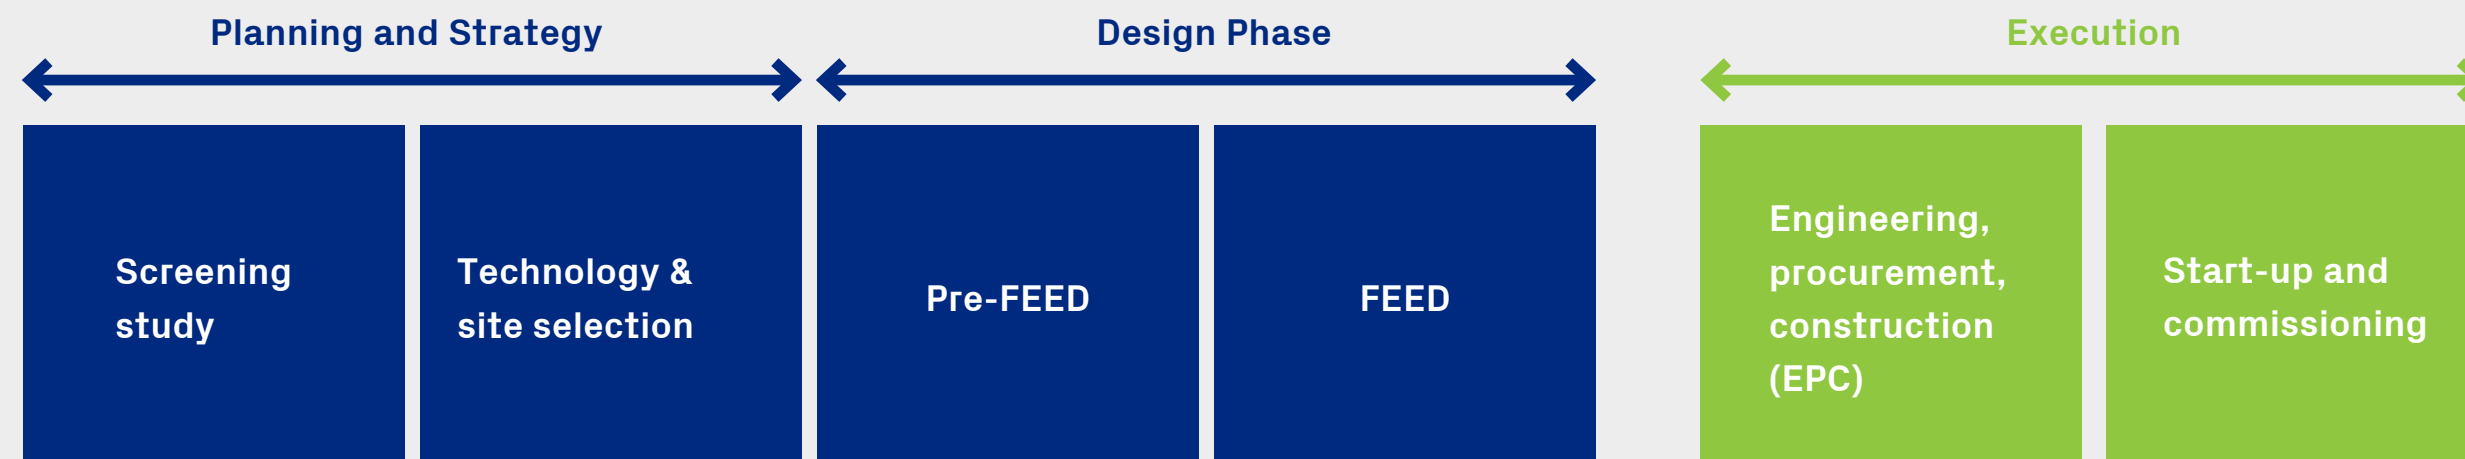 Planning and Strategy
Design Phase
Execution
Screening
study
Technology &
site selection
Pre-FEED
FEED
Engineering,
procurement,
construction
(EPC)
Start-up and
commissioning